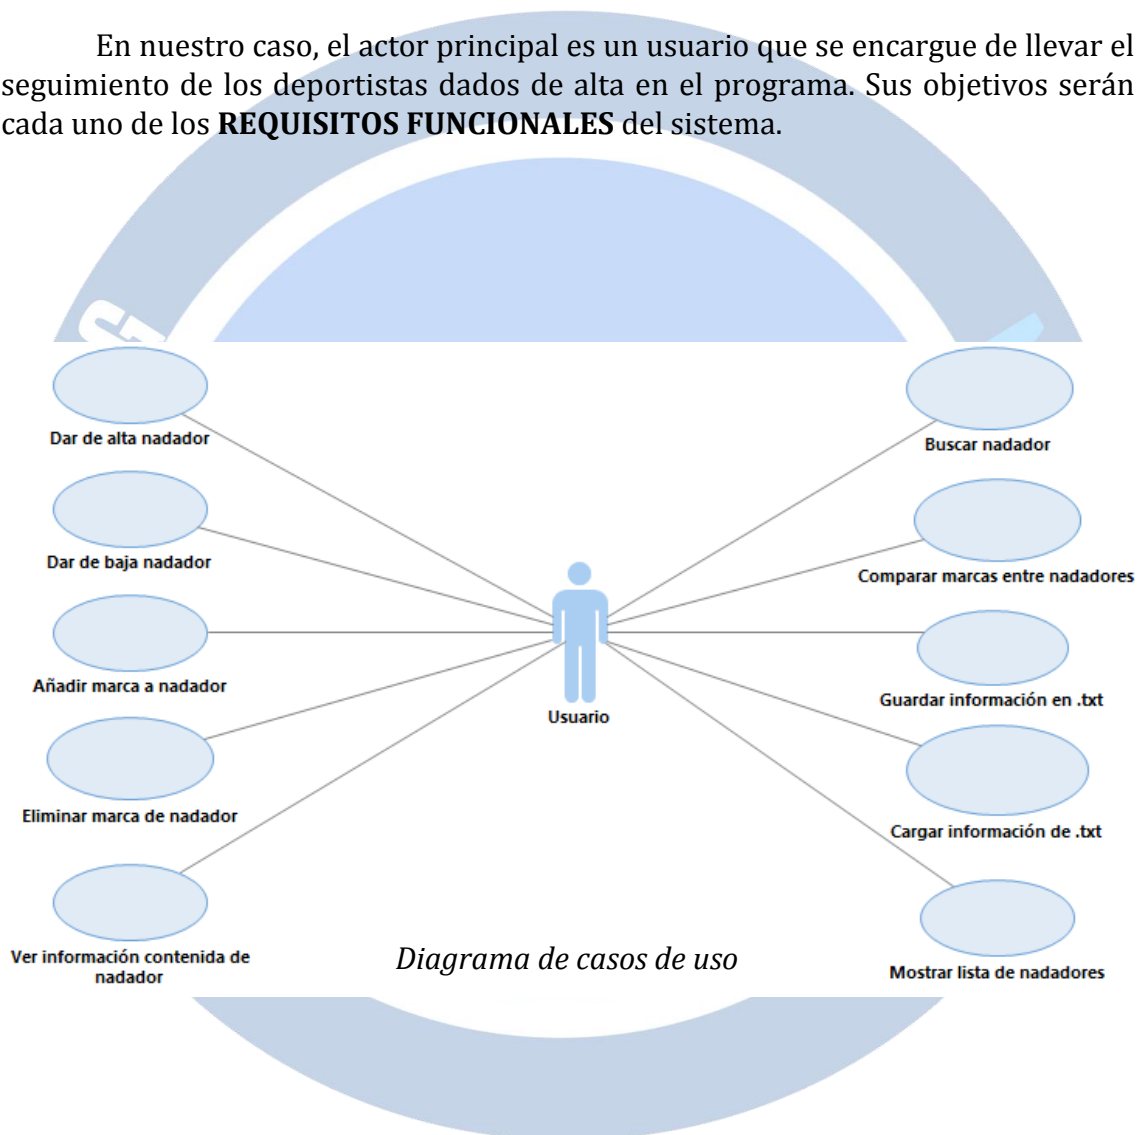 En nuestro caso, el actor principal es un usuario que se encargue de llevar el
seguimiento de los deportistas dados de alta en el programa. Sus objetivos serán
cada uno de los REQUISITOS FUNCIONALES del sistema.
Dar de alta nadador
Dar de baja nadador
Añadir marca a nadador
Eliminar marca de nadador
Ver información contenida de
nadador
Usuario
Buscar nadador
Comparar marcas entre nadadores
Guardar información en .txt
Cargar información de .txt
Mostrar lista de nadadores
Diagrama de casos de uso